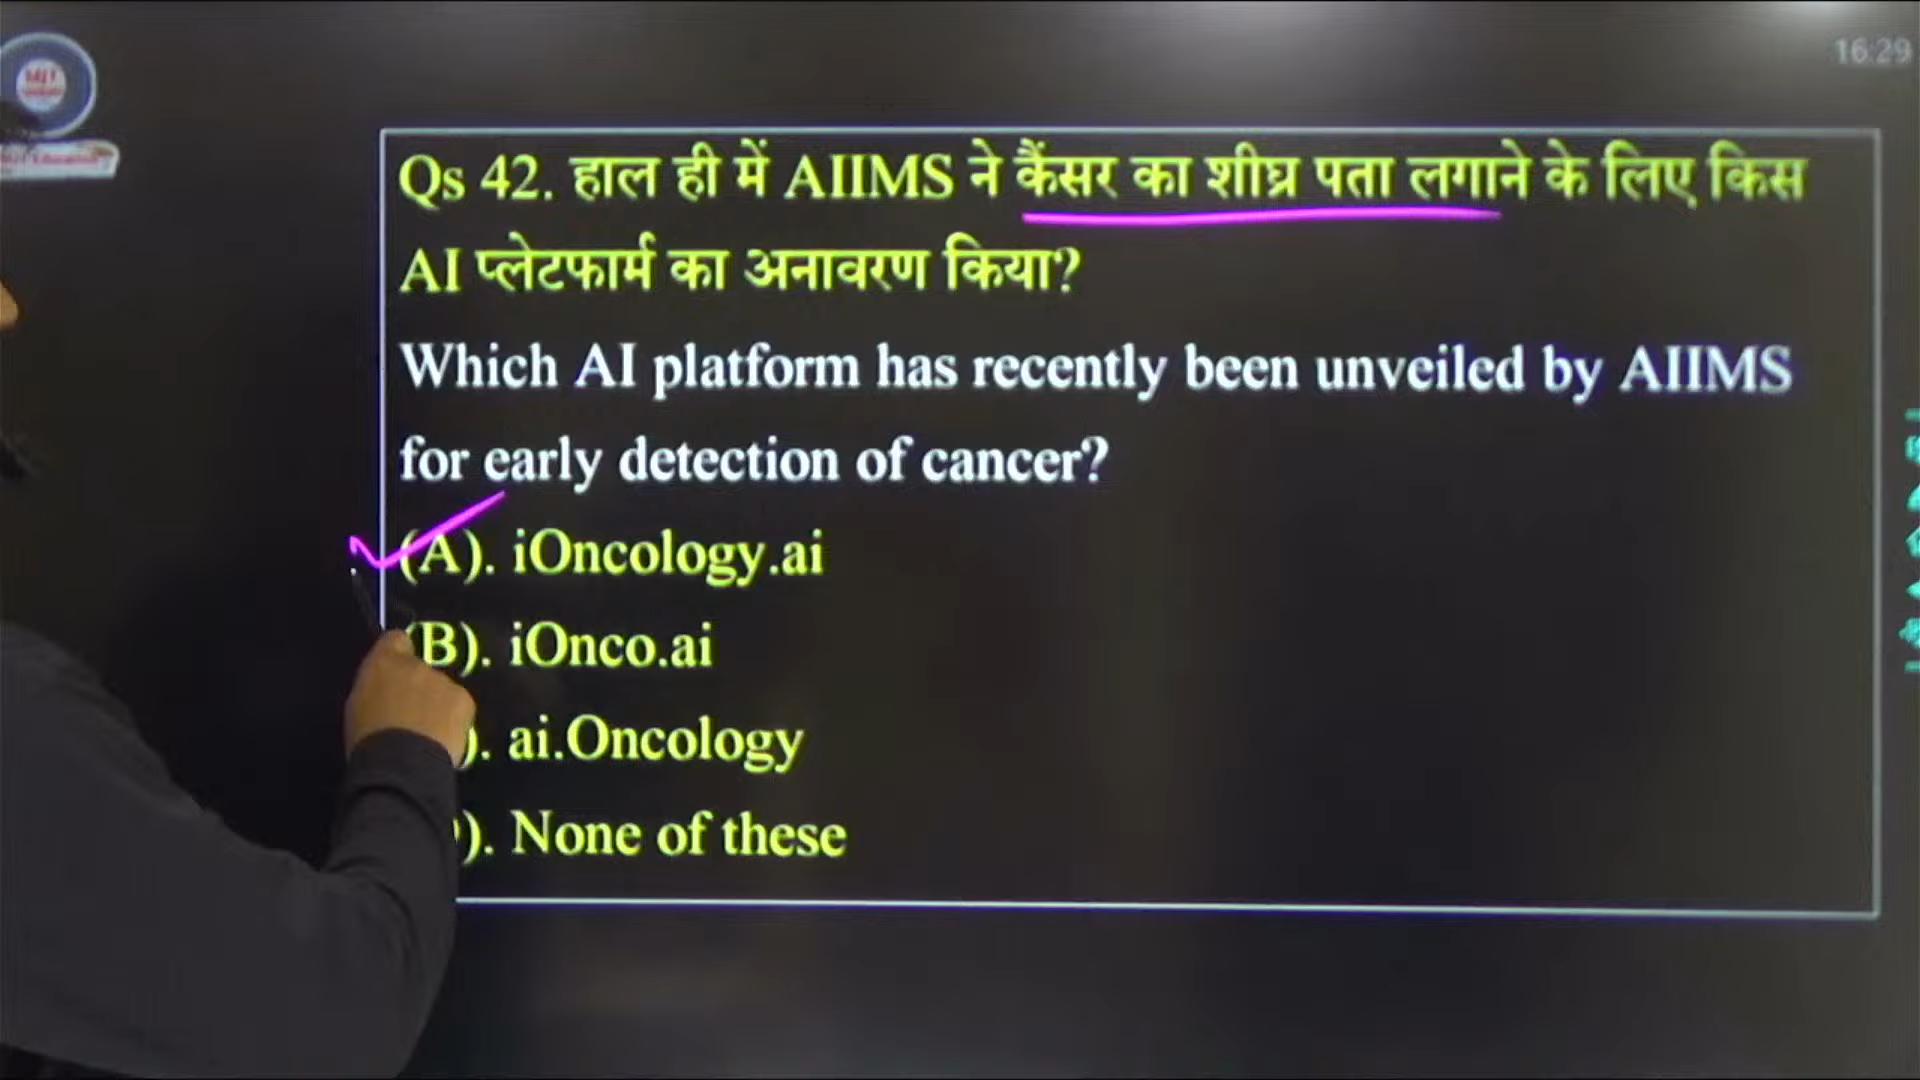 16:29
Qs 42. हाल ही में AIIMS ने कैंसर का शीघ्र पता लगाने के लिए किस
AI प्लेटफार्म का अनावरण किया?
Which AI platform has recently been unveiled by AIIMS
for early detection of cancer?
(A). iOncology.ai
(B). iOnco.ai
). ai.Oncology
). None of these